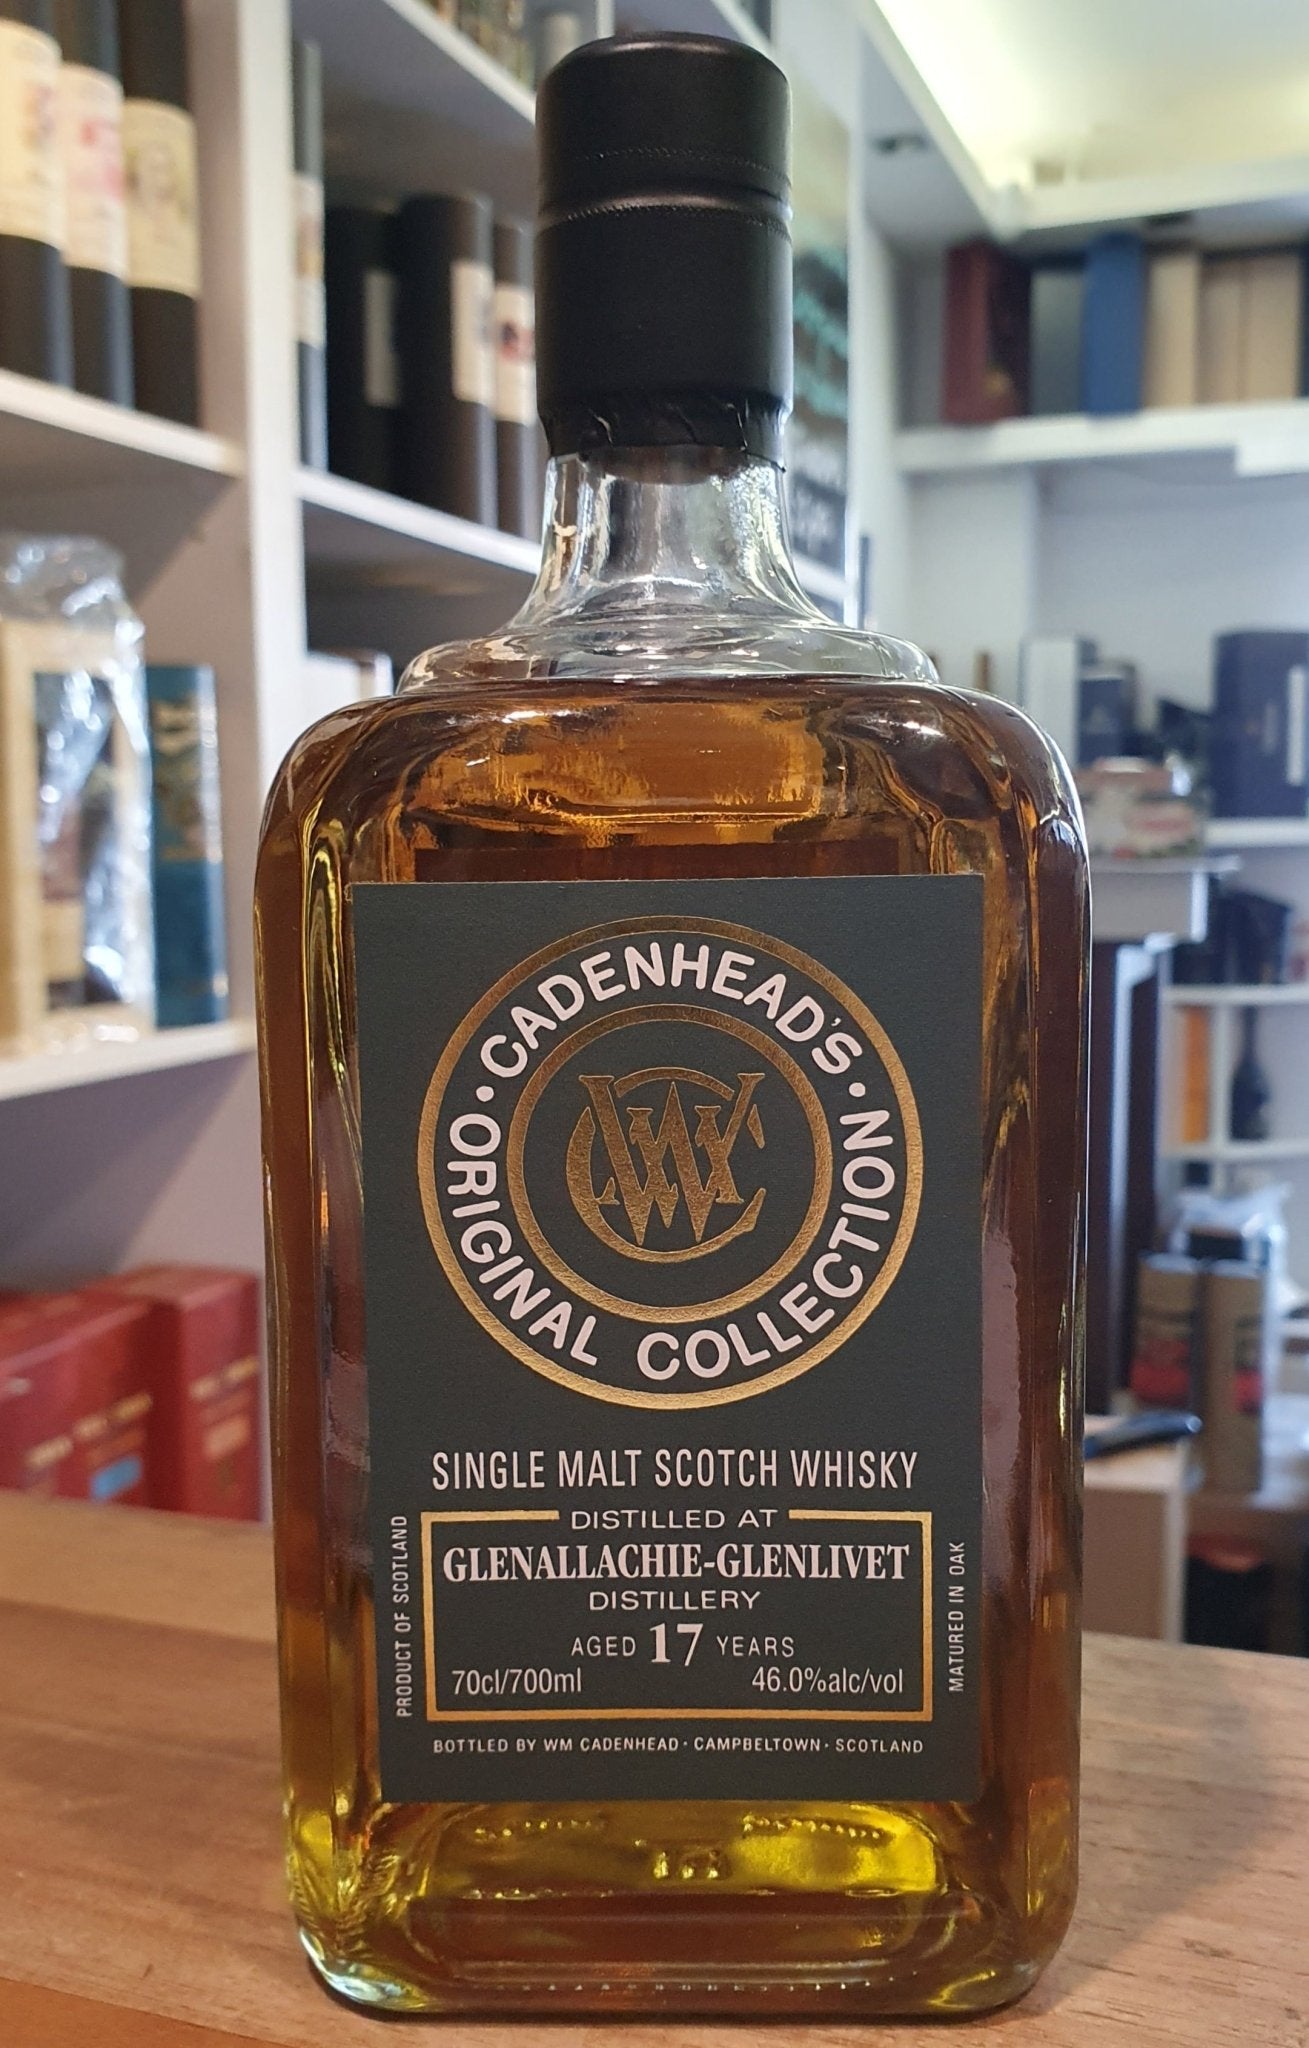 CADENHEAD'S
ORIGINAL COLLECTION
SINGLE MALT SCOTCH WHISKY
DISTILLED AT
GLENALLACHIE-GLENLIVET
DISTILLERY
AGED 17 YEARS
70cl/700ml 46.0%alc/vol
PRODUCT OF SCOTLAND
MATURED IN OAK
BOTTLED BY WM CADENHEAD · CAMPBELTOWN · SCOTLAND